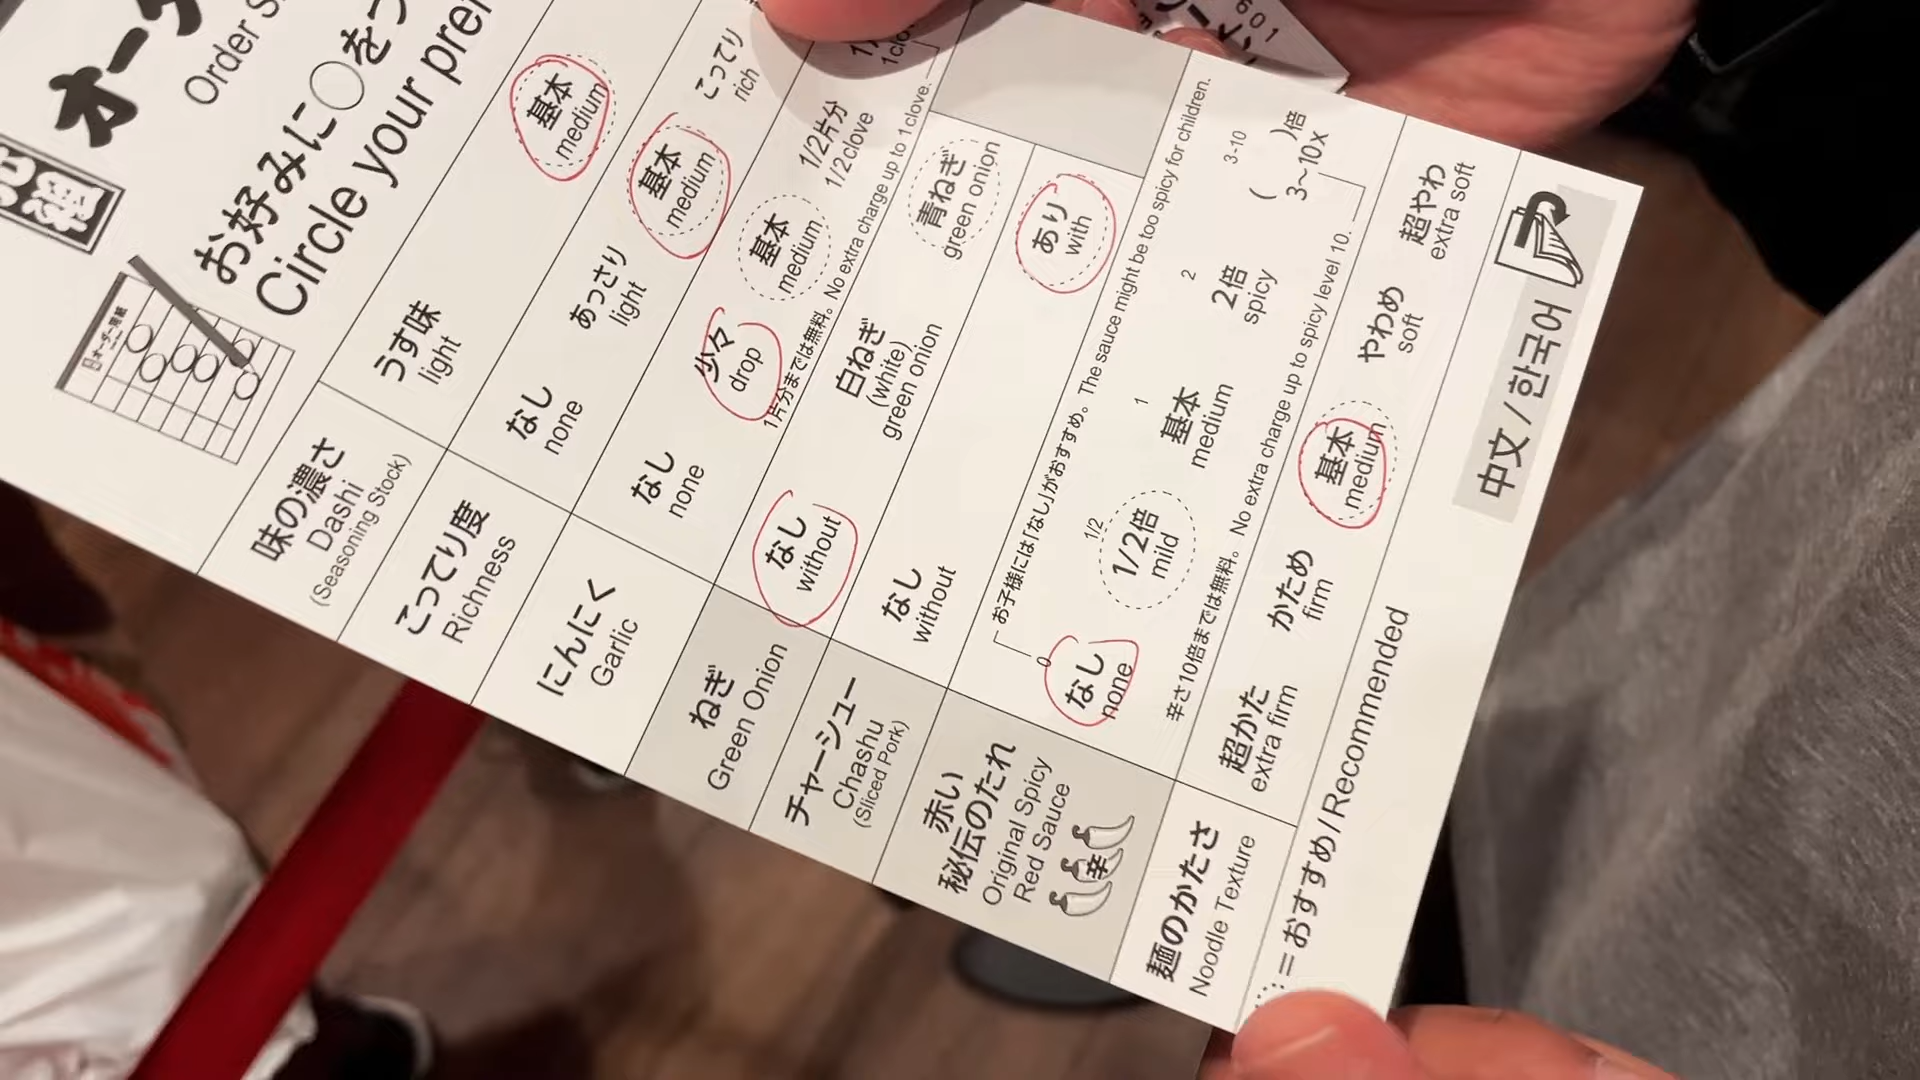 お好みに◯をつ
Circle your pre
味の濃さ
Dashi
(Seasoning Stock)
うす味
light
基本
medium
こってり度
Richness
なし
none
あっさり
light
基本
medium
こってり
rich
にんにく
Garlic
なし
none
少々
drop
基本
medium
1/2片分
1/2 clove
1片分までは無料。No extra charge up to 1 clove.
ねぎ
Green Onion
なし
without
白ねぎ
(white)
green onion
青ねぎ
green onion
チャーシュー
Chashu
(Sliced Pork)
なし
without
あり
with
赤い
秘伝のたれ
Original Spicy
Red Sauce
辛
お子様には「なし」がおすすめ。The sauce might be too spicy for children.
0
なし
none
1/2
1/2倍
mild
1
基本
medium
2
2倍
spicy
3-10
( )倍
3~10x
辛さ10倍までは無料。No extra charge up to spicy level 10.
麺のかたさ
Noodle Texture
超かた
extra firm
かため
firm
基本
medium
やわめ
soft
超やわ
extra soft
=おすすめ/Recommended
中文/한국어
601